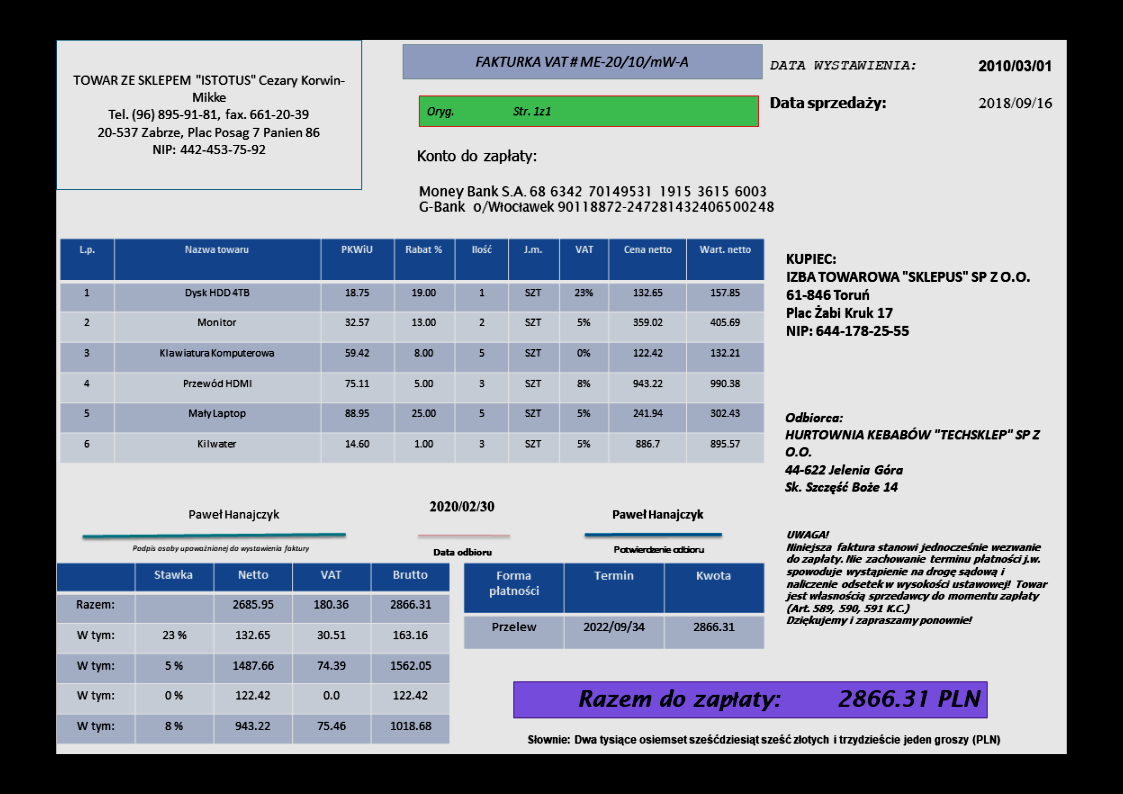 TOWAR ZE SKLEPEM "ISTOTUS" Cezary Korwin-
Mikke
Tel. (96) 895-91-81, fax. 661-20-39
20-537 Zabrze, Plac Posag 7 Panien 86
NIP: 442-453-75-92
FAKTURKA VAT # ME-20/10/mW-A
Oryg. Str. 1z1
DATA WYSTAWIENIA: 2010/03/01
Data sprzedaży: 2018/09/16
Konto do zapłaty:
Money Bank S.A. 68 6342 70149531 1915 3615 6003
G-Bank o/Włocławek 90118872-247281432406500248
L.p. Nazwa towaru PKWiU Rabat % Ilość J.m. VAT Cena netto Wart. netto
1 Dysk HDD 4TB 18.75 19.00 1 SZT 23% 132.65 157.85
2 Monitor 32.57 13.00 2 SZT 5% 359.02 405.69
3 Klawiatura Komputerowa 59.42 8.00 5 SZT 0% 122.42 132.21
4 Przewód HDMI 75.11 5.00 3 SZT 8% 943.22 990.38
5 Mały Laptop 88.95 25.00 5 SZT 5% 241.94 302.43
6 Kilwater 14.60 1.00 3 SZT 5% 886.7 895.57
KUPIEC:
IZBA TOWAROWA "SKLEPUS" SP Z O.O.
61-846 Toruń
Plac Żabi Kruk 17
NIP: 644-178-25-55
Odbiorca:
HURTOWNIA KEBABÓW "TECHSKLEP" SP Z
O.O.
44-622 Jelenia Góra
Sk. Szczęść Boże 14
Paweł Hanajczyk
Podpis osoby upoważnionej do wystawienia faktury
2020/02/30
Data odbioru
Paweł Hanajczyk
Potwierdzenie odbioru
UWAGA!
Niniejsza faktura stanowi jednocześnie wezwanie
do zapłaty. Nie zachowanie terminu płatności j.w.
spowoduje wystąpienie na drogę sądową i
naliczenie odsetek w wysokości ustawowej! Towar
jest własnością sprzedawcy do momentu zapłaty
(Art. 589, 590, 591 K.C.)
Dziękujemy i zapraszamy ponownie!
Stawka Netto VAT Brutto
Razem: 2685.95 180.36 2866.31
W tym: 23 % 132.65 30.51 163.16
W tym: 5 % 1487.66 74.39 1562.05
W tym: 0 % 122.42 0.0 122.42
W tym: 8 % 943.22 75.46 1018.68
Forma płatności Termin Kwota
Przelew 2022/09/34 2866.31
Razem do zapłaty: 2866.31 PLN
Słownie: Dwa tysiące osiemset sześćdziesiąt sześć złotych i trzydzieście jeden groszy (PLN)